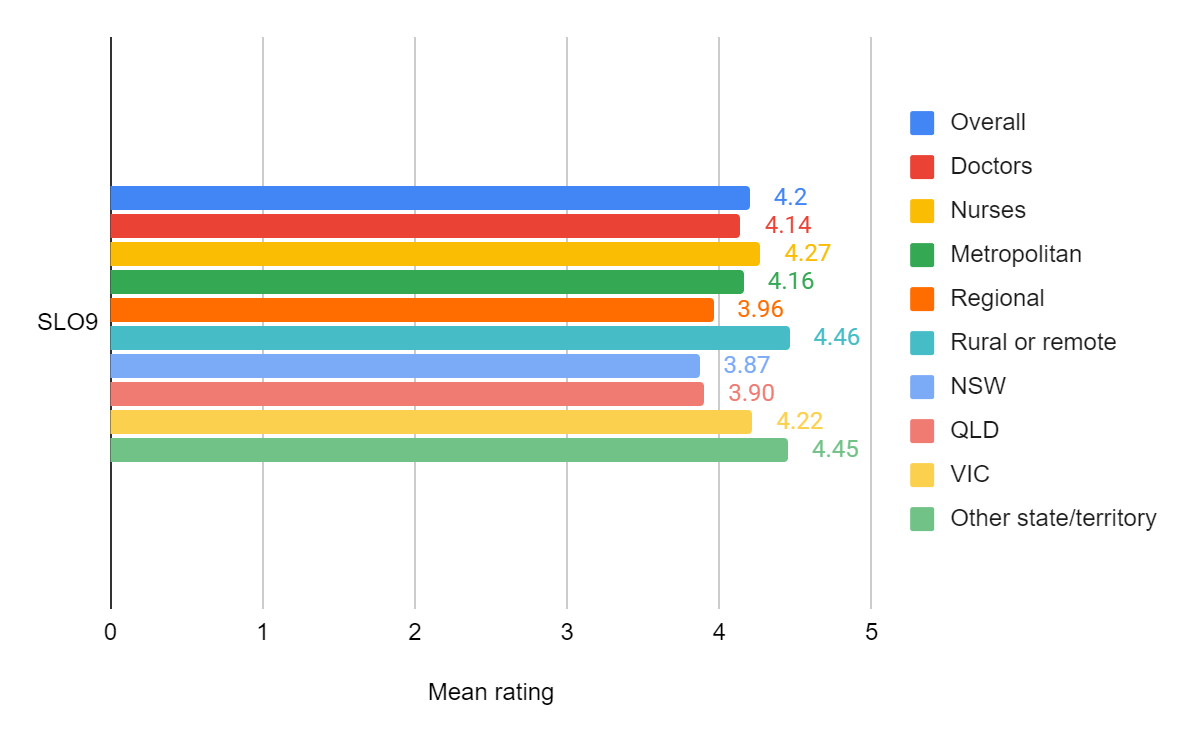 4.2
4.14
4.27
4.16
3.96
SLO9
4.46
3.87
3.90
4.22
4.45
0 1 2 3 4 5
Mean rating
Overall
Doctors
Nurses
Metropolitan
Regional
Rural or remote
NSW
QLD
VIC
Other state/territory